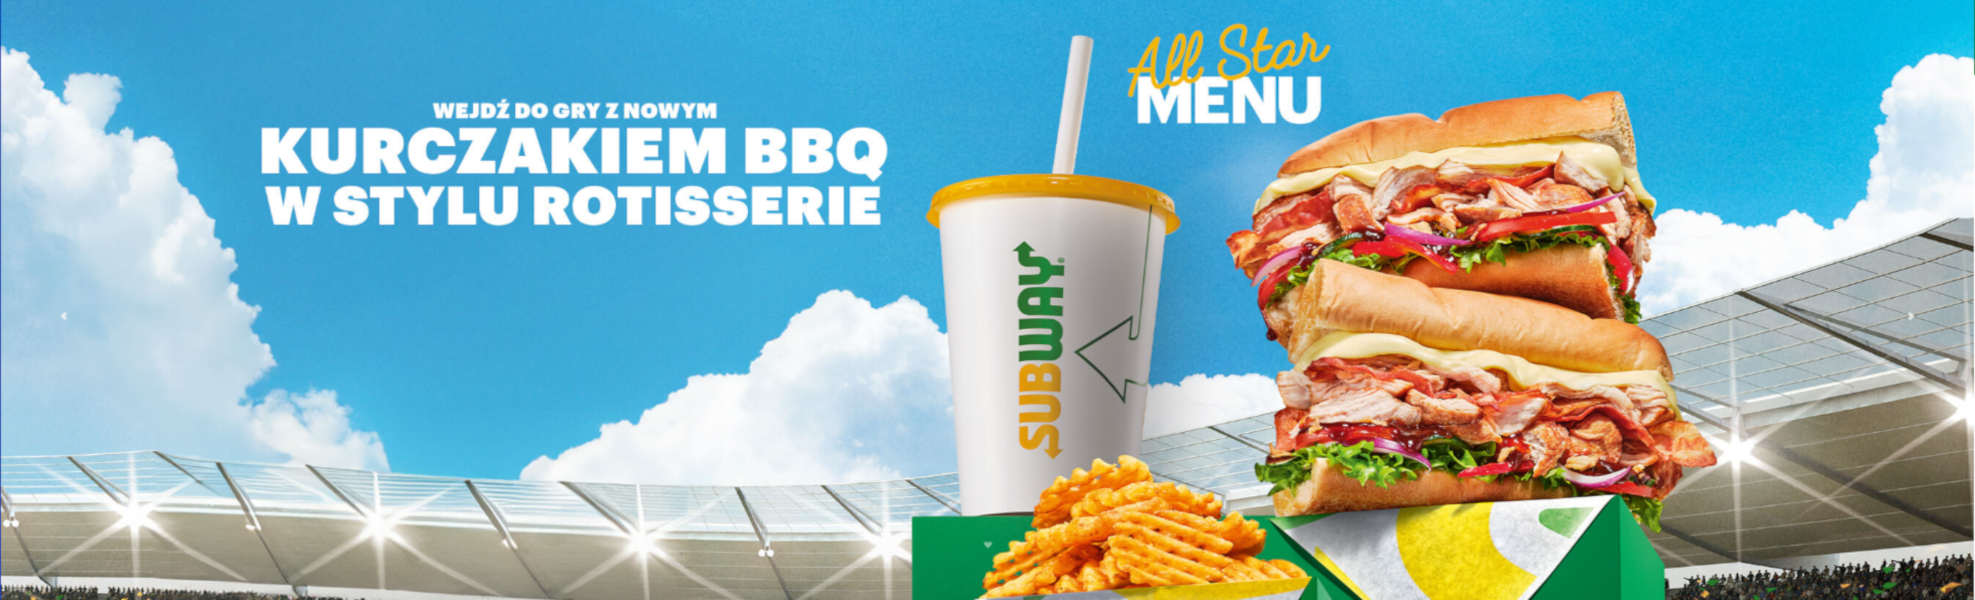 WEJDŹ DO GRY Z NOWYM
KURCZAKIEM BBQ
W STYLU ROTISSERIE
All Star
MENU
SUBWAY